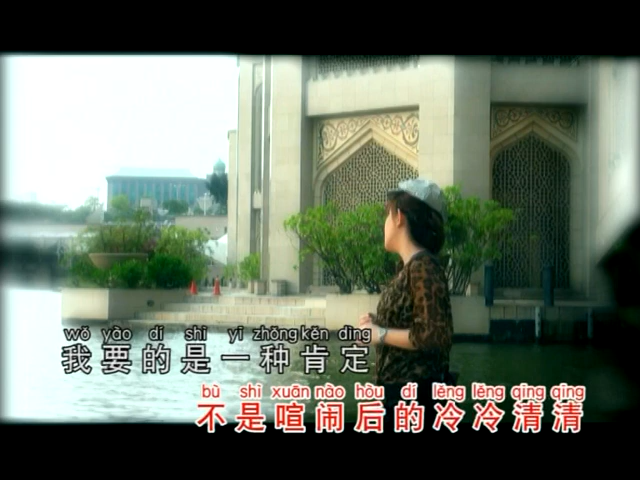 wǒ yào dí shì yì zhǒng kěn dìng
我要的是一种肯定
bù shì xuān nào hòu dí lěng lěng qīng qīng
不是喧闹后的冷冷清清